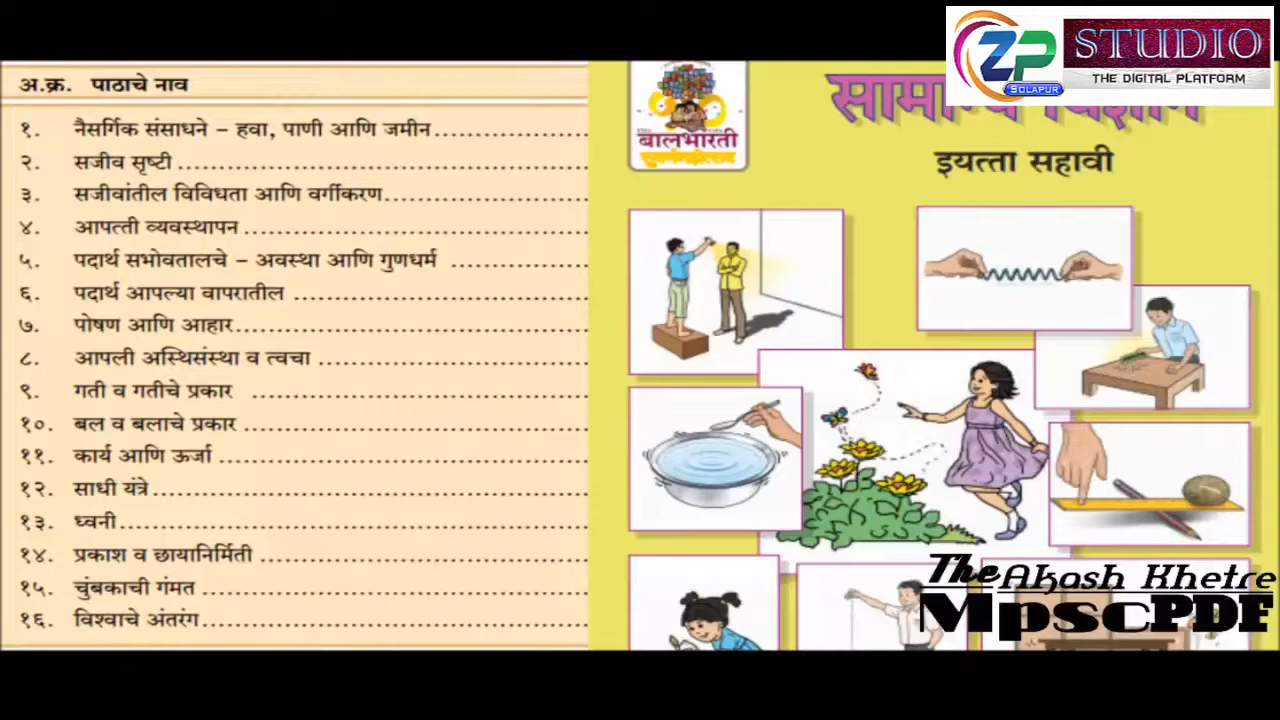 ZP
SOLAPUR
STUDIO
THE DIGITAL PLATFORM
अ.क्र. पाठाचे नाव
१. नैसर्गिक संसाधने – हवा, पाणी आणि जमीन
२. सजीव सृष्टी
३. सजीवांतील विविधता आणि वर्गीकरण
४. आपत्ती व्यवस्थापन
५. पदार्थ सभोवतालचे – अवस्था आणि गुणधर्म
६. पदार्थ आपल्या वापरातील
७. पोषण आणि आहार
८. आपली अस्थिसंस्था व त्वचा
९. गती व गतीचे प्रकार
१०. बल व बलाचे प्रकार
११. कार्य आणि ऊर्जा
१२. साधी यंत्रे
१३. ध्वनी
१४. प्रकाश व छायानिर्मिती
१५. चुंबकाची गंमत
१६. विश्वाचे अंतरंग
बालभारती
सामान्य विज्ञान
इयत्ता सहावी
The Akash Khetre
MpscPDF